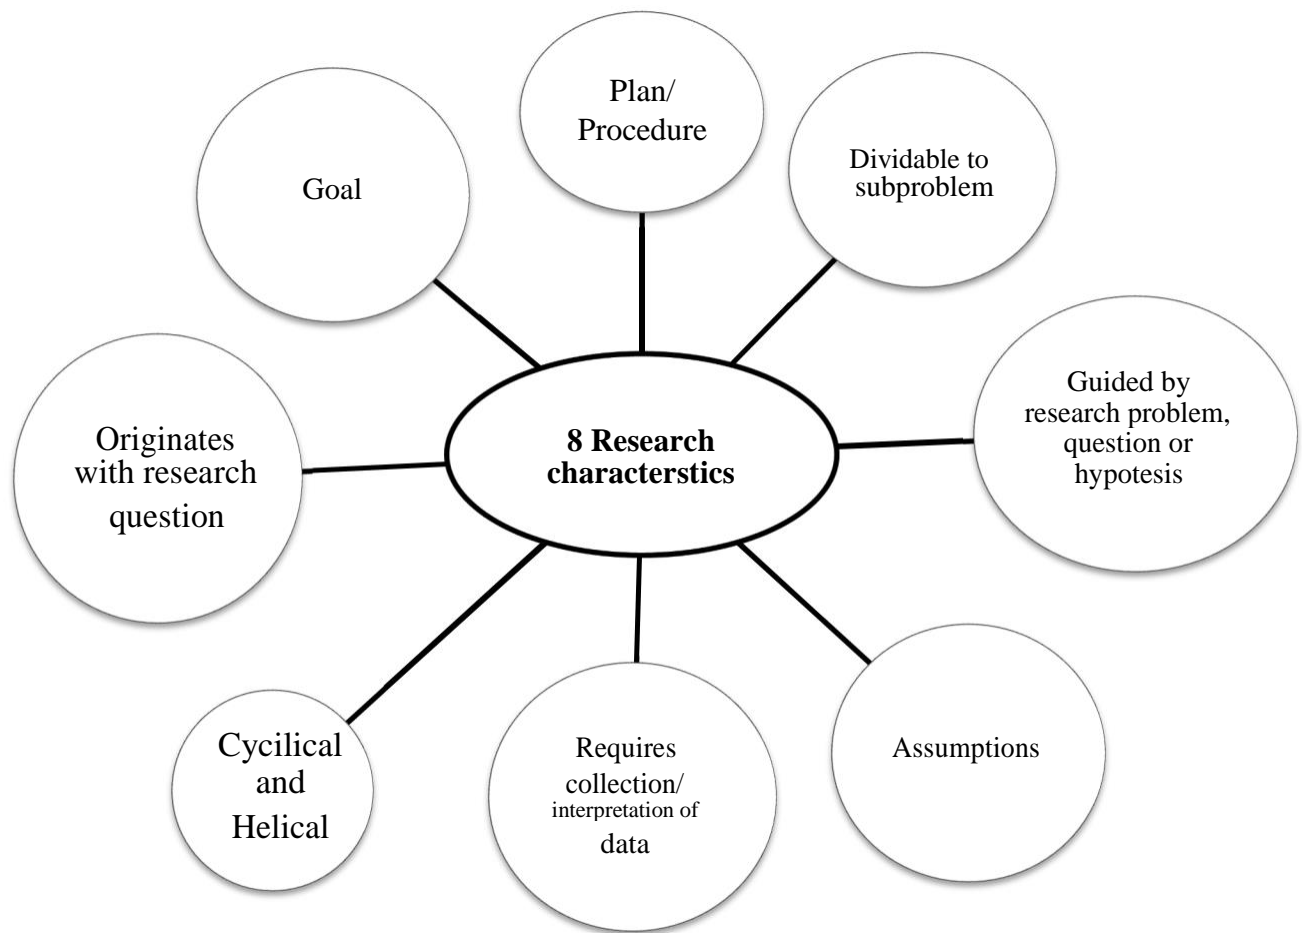 Plan/
Procedure
Dividable to
subproblem
Goal
Guided by
research problem,
question or
hypotesis
Originates
with research
question
8 Research
characterstics
Cycilical
and
Helical
Requires
collection/
interpretation of
data
Assumptions